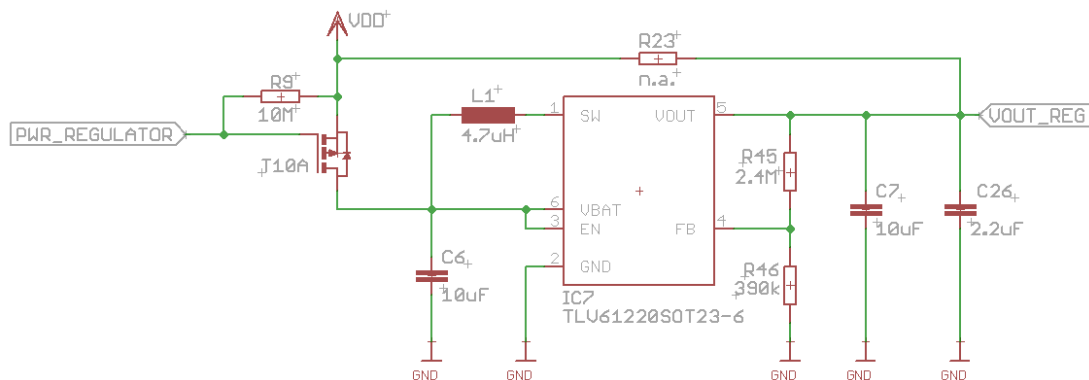 VDD
R23
n.a.
R9
10M
PWR_REGULATOR
J10A
L1
4.7uH
1
SW
VOUT
5
VOUT_REG
R45
2.4M
C7
10uF
C26
2.2uF
6
VBAT
3
EN
FB
4
2
GND
C6
10uF
R46
390k
IC7
TLV61220SOT23-6
GND
GND
GND
GND
GND